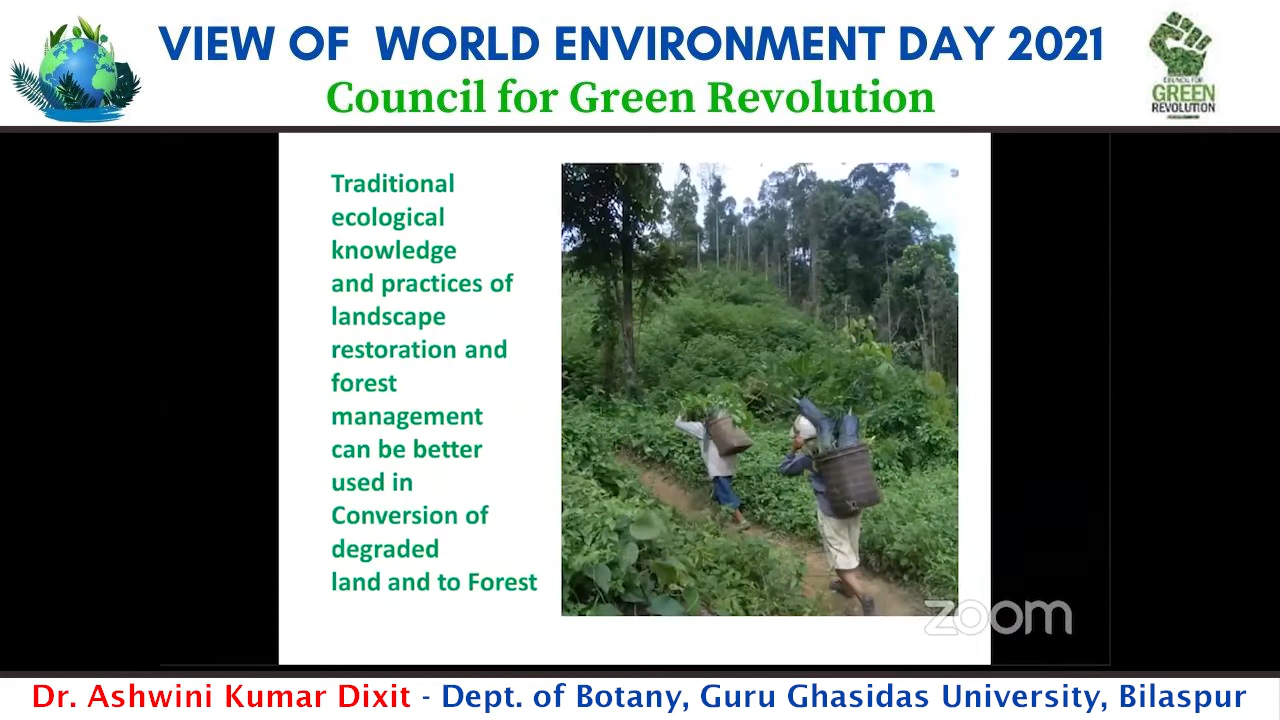 VIEW OF WORLD ENVIRONMENT DAY 2021
Council for Green Revolution
COUNCIL FOR
GREEN
REVOLUTION
Traditional
ecological
knowledge
and practices of
landscape
restoration and
forest
management
can be better
used in
Conversion of
degraded
land and to Forest
zoom
Dr. Ashwini Kumar Dixit - Dept. of Botany, Guru Ghasidas University, Bilaspur